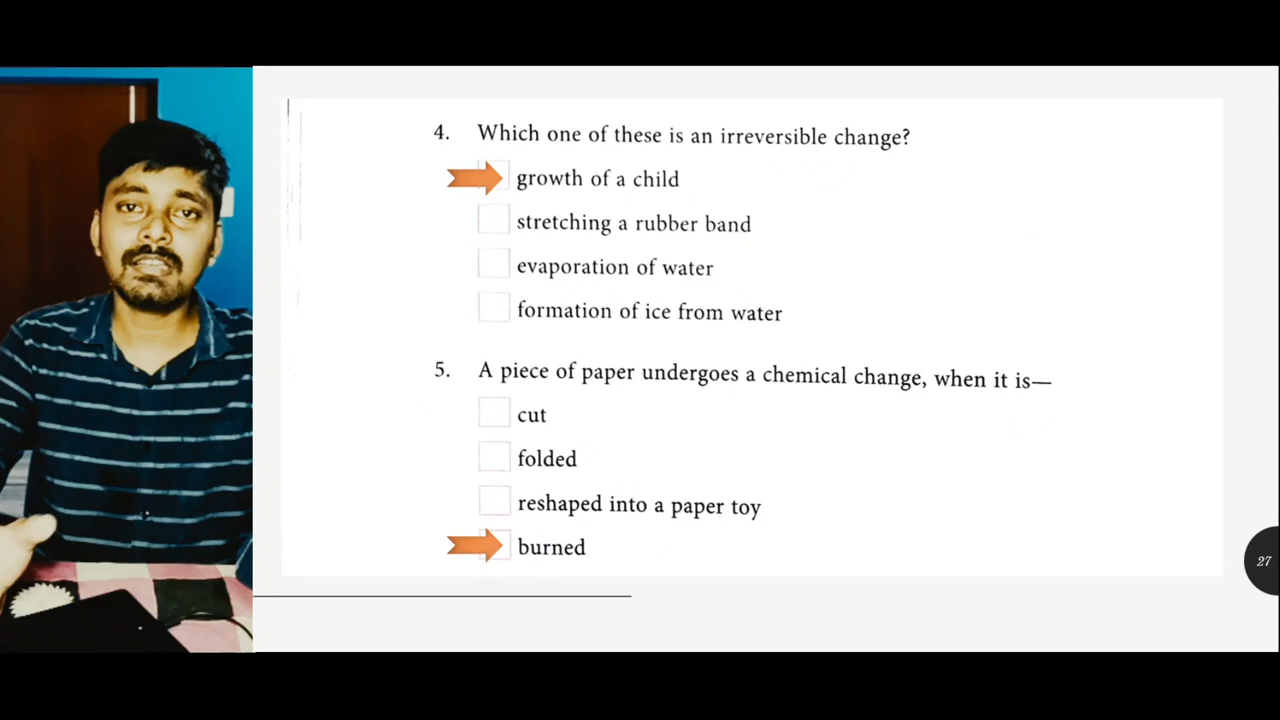 4. Which one of these is an irreversible change?
growth of a child
stretching a rubber band
evaporation of water
formation of ice from water
5. A piece of paper undergoes a chemical change, when it is—
cut
folded
reshaped into a paper toy
burned
27